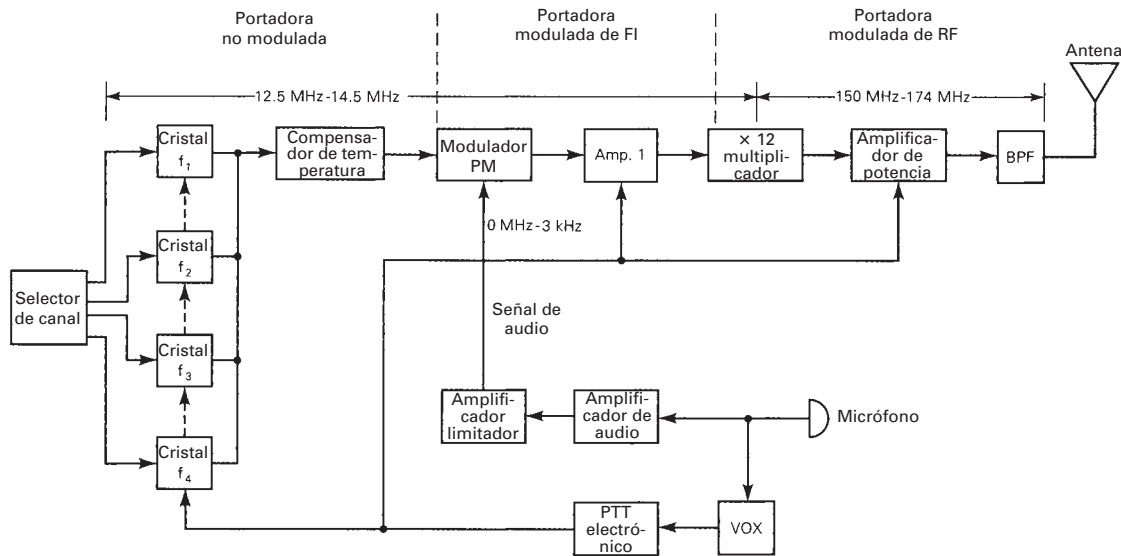 Portadora
no modulada
Portadora
modulada de FI
Portadora
modulada de RF
Antena
12.5 MHz-14.5 MHz
150 MHz-174 MHz
Cristal
f1
Compensa-
dor de tem-
peratura
Modulador
PM
Amp. 1
× 12
multipli-
cador
Amplifica-
dor de
potencia
BPF
0 MHz-3 kHz
Cristal
f2
Selector
de canal
Señal de
audio
Cristal
f3
Amplifi-
cador
limitador
Amplifi-
cador de
audio
Micrófono
Cristal
f4
PTT
electró-
nico
VOX